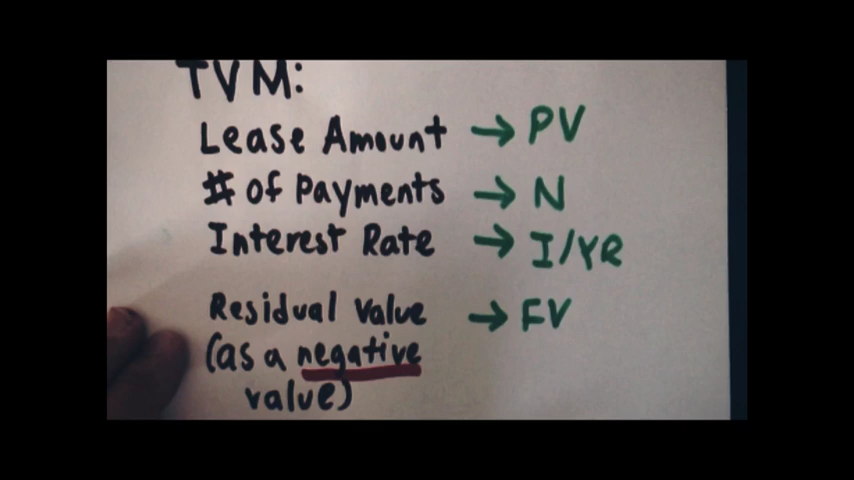 TVM:
Lease Amount → PV
# of Payments → N
Interest Rate → I/YR
Residual Value → FV
(as a negative
value)